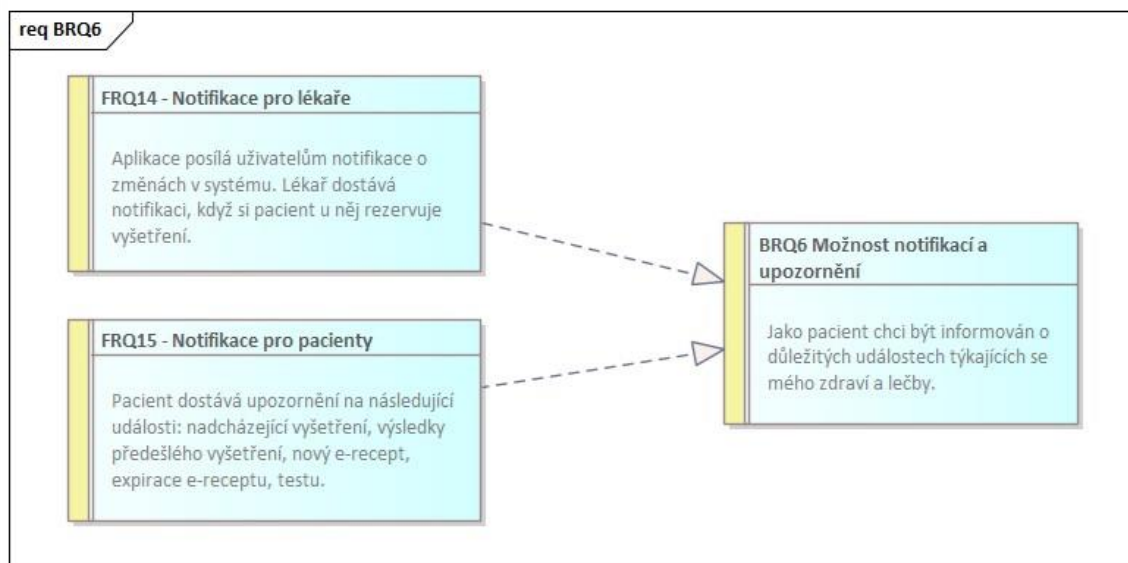 req BRQ6
FRQ14 - Notifikace pro lékaře
Aplikace posílá uživatelům notifikace o
změnách v systému. Lékař dostává
notifikaci, když si pacient u něj rezervuje
vyšetření.
FRQ15 - Notifikace pro pacienty
Pacient dostává upozornění na následující
události: nadcházející vyšetření, výsledky
předešlého vyšetření, nový e-recept,
expirace e-receptu, testu.
BRQ6 Možnost notifikací a
upozornění
Jako pacient chci být informován o
důležitých událostech týkajících se
mého zdraví a lečby.